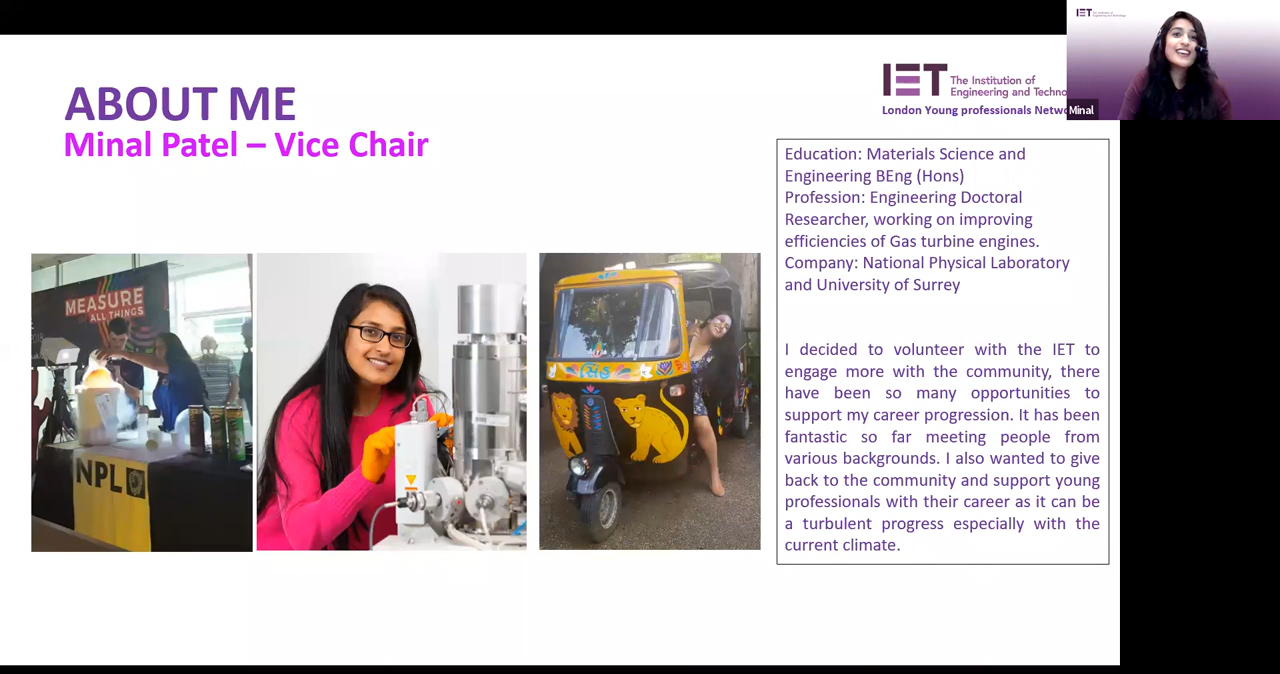 ABOUT ME
Minal Patel – Vice Chair
IET The Institution of
Engineering and Techno
London Young professionals Netw
IET
Minal
MEASURE
ALL THINGS
NPL
સિંહ
Education: Materials Science and
Engineering BEng (Hons)
Profession: Engineering Doctoral
Researcher, working on improving
efficiencies of Gas turbine engines.
Company: National Physical Laboratory
and University of Surrey
I decided to volunteer with the IET to
engage more with the community, there
have been so many opportunities to
support my career progression. It has been
fantastic so far meeting people from
various backgrounds. I also wanted to give
back to the community and support young
professionals with their career as it can be
a turbulent progress especially with the
current climate.